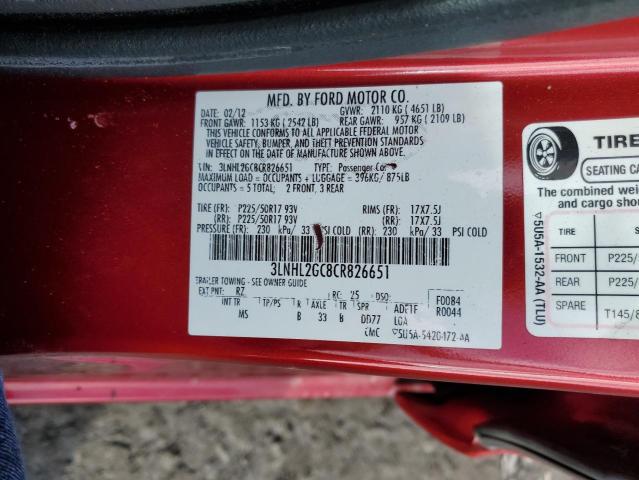 MFD. BY FORD MOTOR CO.
DATE: 02/12 GVWR: 2110 KG ( 4651 LB)
FRONT GAWR: 1153 KG ( 2542 LB) REAR GAWR: 957 KG ( 2109 LB)
THIS VEHICLE CONFORMS TO ALL APPLICABLE FEDERAL MOTOR
VEHICLE SAFETY, BUMPER, AND THEFT PREVENTION STANDARDS
IN EFFECT ON THE DATE OF MANUFACTURE SHOWN ABOVE.
VIN: 3LNHL2GC8CR826651 TYPE: Passenger Car
MAXIMUM LOAD = OCCUPANTS + LUGGAGE = 396KG/ 875LB
OCCUPANTS = 5 TOTAL: 2 FRONT, 3 REAR
TIRE (FR): P225/50R17 93V RIMS (FR): 17X7.5J
(RR): P225/50R17 93V (RR): 17X7.5J
PRESSURE (FR): 230 kPa/ 33 PSI COLD (RR): 230 kPa/ 33 PSI COLD
3LNHL2GC8CR826651
TRAILER TOWING - SEE OWNER GUIDE
EXT PNT: RZ RC: 25 DSO:
INT TR TP/PS R AXLE TR SPR
M5 B 33 B DD77
ADE1F
LOA
F0084
R0044
▽5U5A-5420472-AA
TIRE
SEATING CA
The combined wei
and cargo shou
TIRE S
FRONT P225/5
REAR P225/5
SPARE T145/8
▽5U5A-1532-AA (TLU)